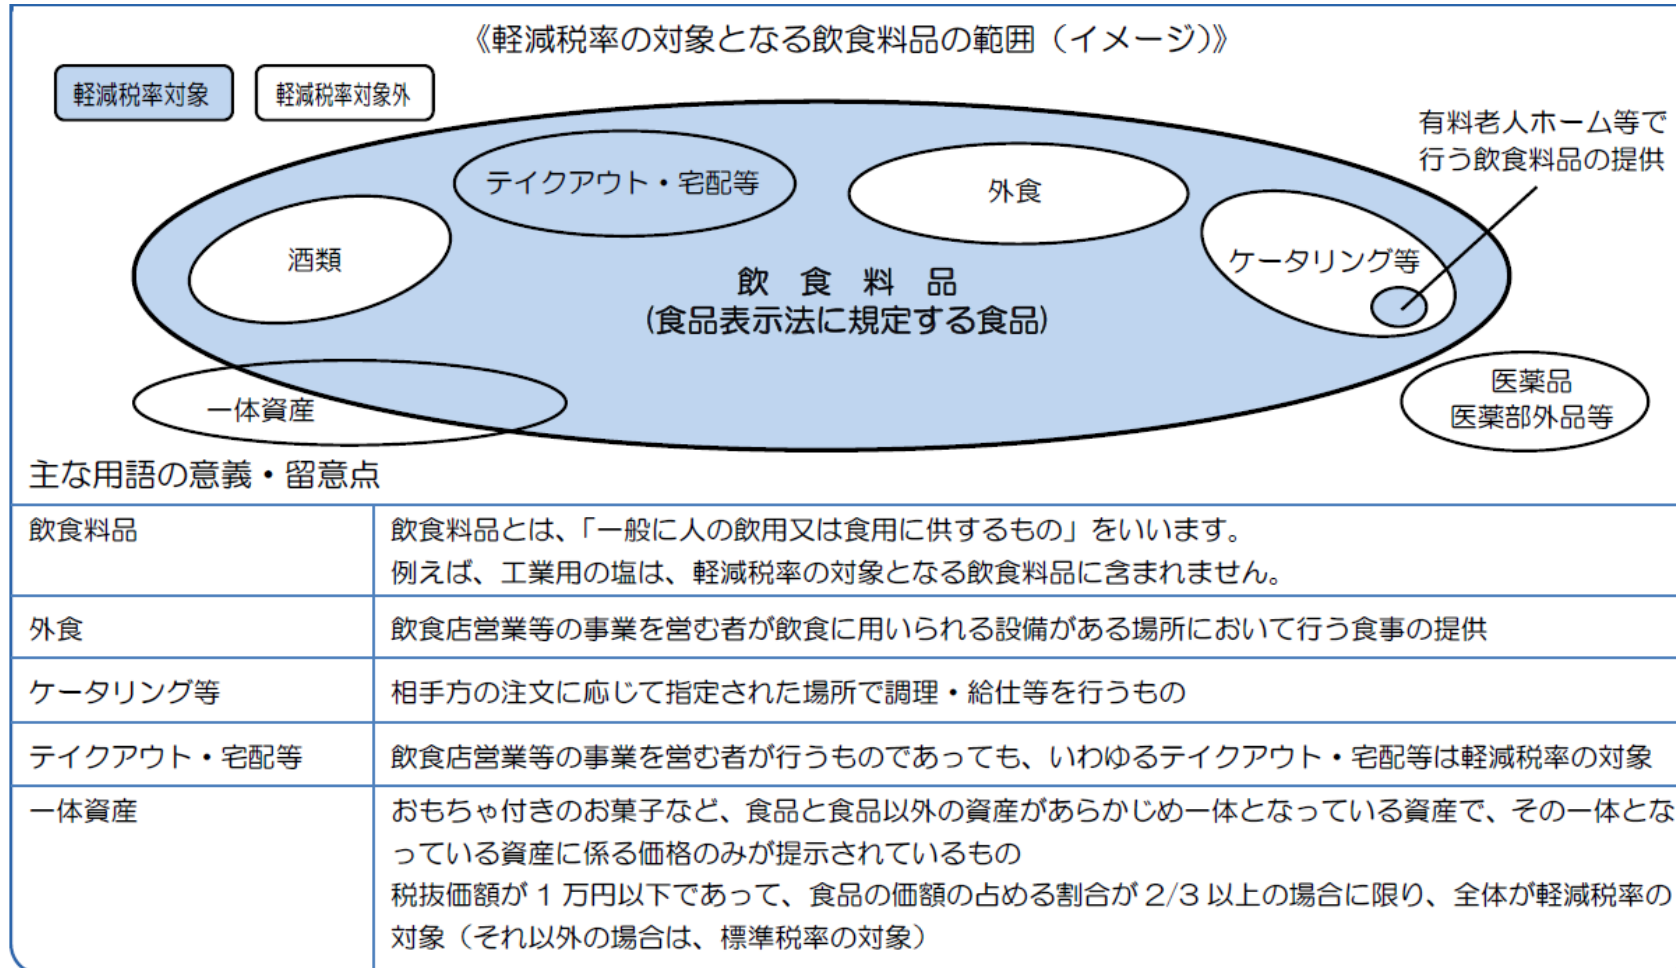 《軽減税率の対象となる飲食料品の範囲（イメージ）》
軽減税率対象
軽減税率対象外
有料老人ホーム等で
行う飲食料品の提供
テイクアウト・宅配等
外食
酒類
ケータリング等
飲 食 料 品
(食品表示法に規定する食品)
一体資産
医薬品
医薬部外品等
主な用語の意義・留意点
飲食料品
飲食料品とは、「一般に人の飲用又は食用に供するもの」をいいます。
例えば、工業用の塩は、軽減税率の対象となる飲食料品に含まれません。
外食
飲食店営業等の事業を営む者が飲食に用いられる設備がある場所において行う食事の提供
ケータリング等
相手方の注文に応じて指定された場所で調理・給仕等を行うもの
テイクアウト・宅配等
飲食店営業等の事業を営む者が行うものであっても、いわゆるテイクアウト・宅配等は軽減税率の対象
一体資産
おもちゃ付きのお菓子など、食品と食品以外の資産があらかじめ一体となっている資産で、その一体とな
っている資産に係る価格のみが提示されているもの
税抜価額が 1 万円以下であって、食品の価額の占める割合が 2/3 以上の場合に限り、全体が軽減税率の
対象（それ以外の場合は、標準税率の対象）